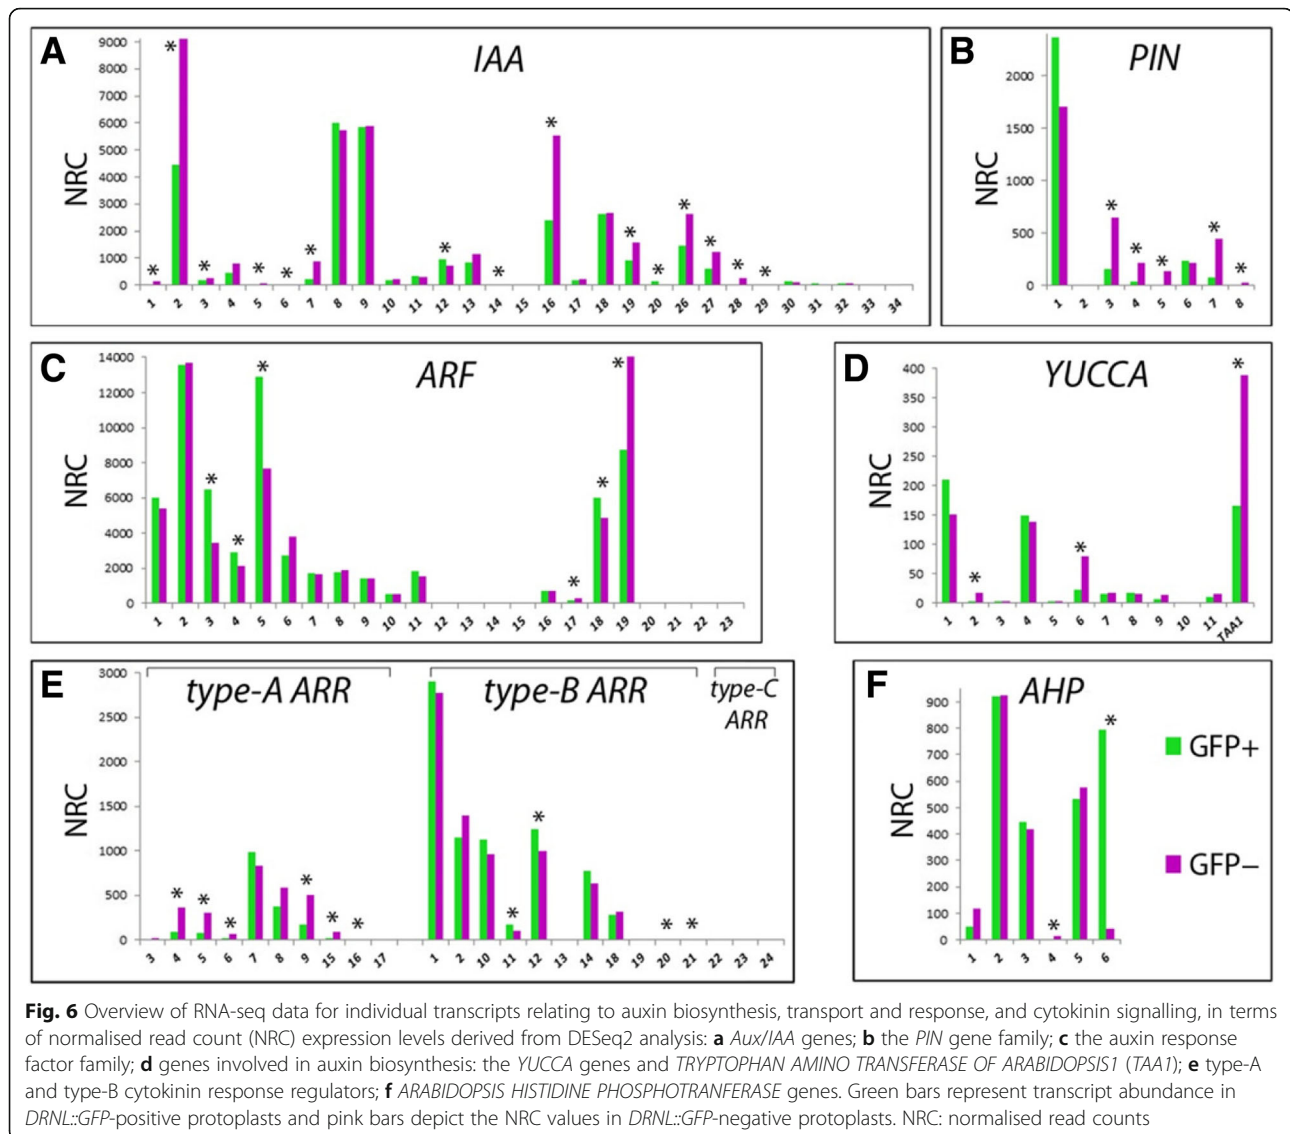 A
IAA
NRC
9000
8000
7000
6000
5000
4000
3000
2000
1000
0
* * * * * * * * * * * * * * *
1 2 3 4 5 6 7 8 9 10 11 12 13 14 15 16 17 18 19 20 26 27 28 29 30 31 32 33 34
B
PIN
NRC
2000
1500
1000
500
0
* * * * *
1 2 3 4 5 6 7 8
C
ARF
NRC
14000
12000
10000
8000
6000
4000
2000
0
* * * * * *
1 2 3 4 5 6 7 8 9 10 11 12 13 14 15 16 17 18 19 20 21 22 23
D
YUCCA
NRC
400
350
300
250
200
150
100
50
0
* * *
1 2 3 4 5 6 7 8 9 10 11 TAA1
E
type-A ARR
type-B ARR
type-C
ARR
NRC
3000
2500
2000
1500
1000
500
0
* * * * * * * * * *
3 4 5 6 7 8 9 15 16 17 1 2 10 11 12 13 14 18 19 20 21 22 23 24
F
AHP
NRC
900
800
700
600
500
400
300
200
100
0
* *
1 2 3 4 5 6
GFP+
GFP−
Fig. 6 Overview of RNA-seq data for individual transcripts relating to auxin biosynthesis, transport and response, and cytokinin signalling, in terms
of normalised read count (NRC) expression levels derived from DESeq2 analysis: a Aux/IAA genes; b the PIN gene family; c the auxin response
factor family; d genes involved in auxin biosynthesis: the YUCCA genes and TRYPTOPHAN AMINO TRANSFERASE OF ARABIDOPSIS1 (TAA1); e type-A
and type-B cytokinin response regulators; f ARABIDOPSIS HISTIDINE PHOSPHOTRANFERASE genes. Green bars represent transcript abundance in
DRNL::GFP-positive protoplasts and pink bars depict the NRC values in DRNL::GFP-negative protoplasts. NRC: normalised read counts